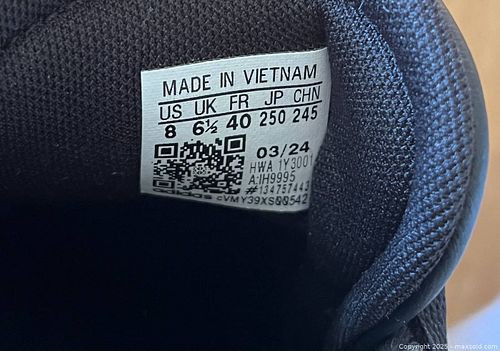 MADE IN VIETNAM
US UK FR JP CHN
8 6½ 40 250 245
03/24
HWA 1Y3001
A:IH9995
#134757443
adidas cVMY39XS00542
Copyright 2025 - maxsold.com